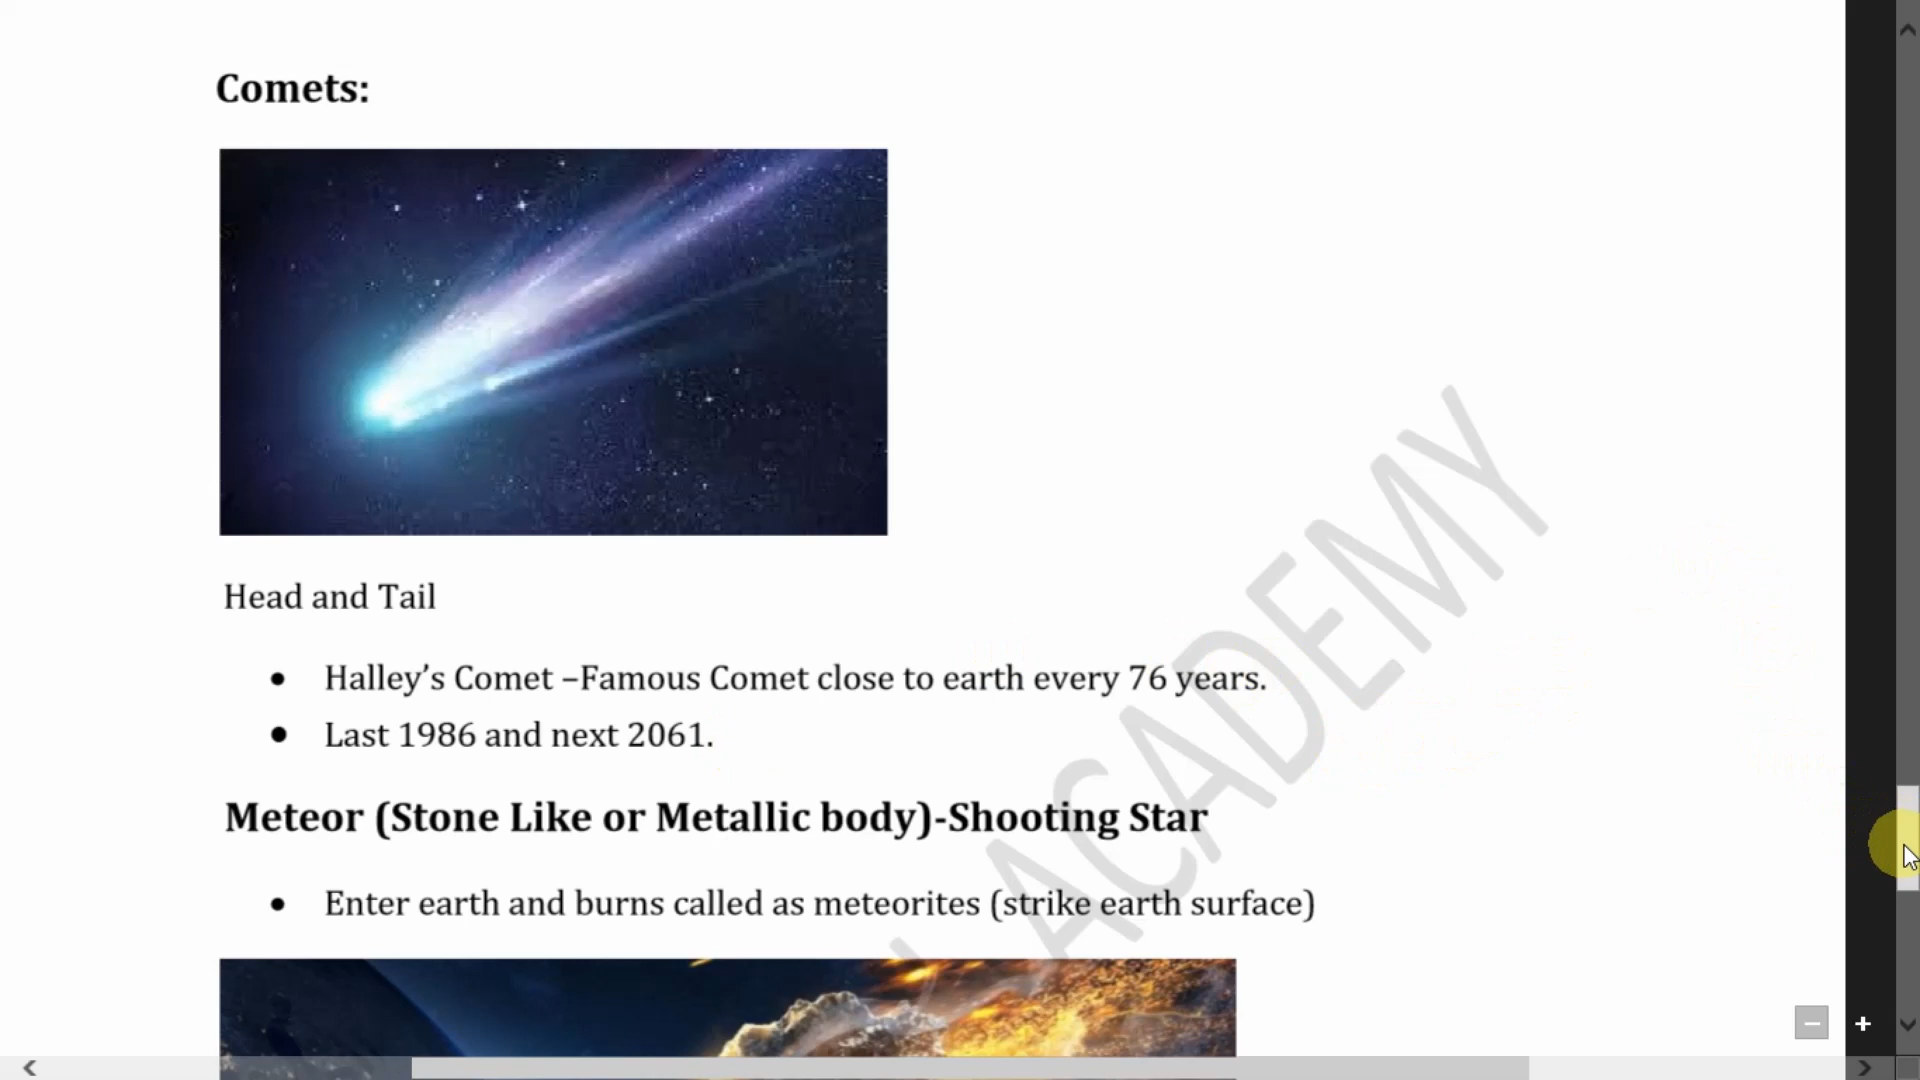 Comets:
Head and Tail
• Halley’s Comet –Famous Comet close to earth every 76 years.
• Last 1986 and next 2061.
Meteor (Stone Like or Metallic body)-Shooting Star
• Enter earth and burns called as meteorites (strike earth surface)
ACADEMY